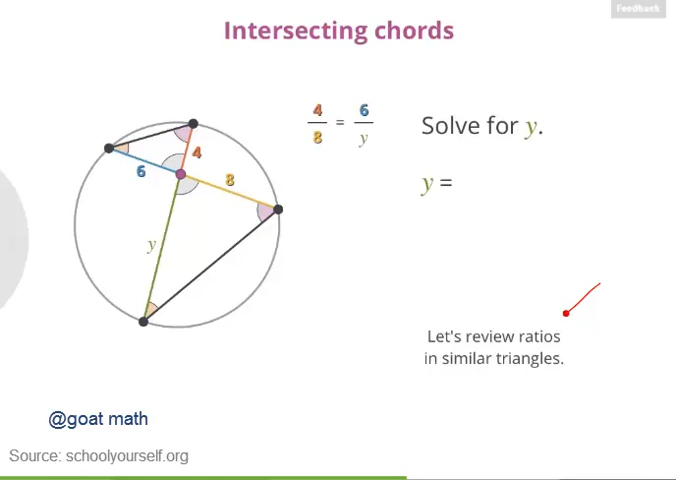 Feedback
Intersecting chords
4
8
=
6
y
Solve for y.
y =
4
6
8
y
Let's review ratios
in similar triangles.
@goat math
Source: schoolyourself.org